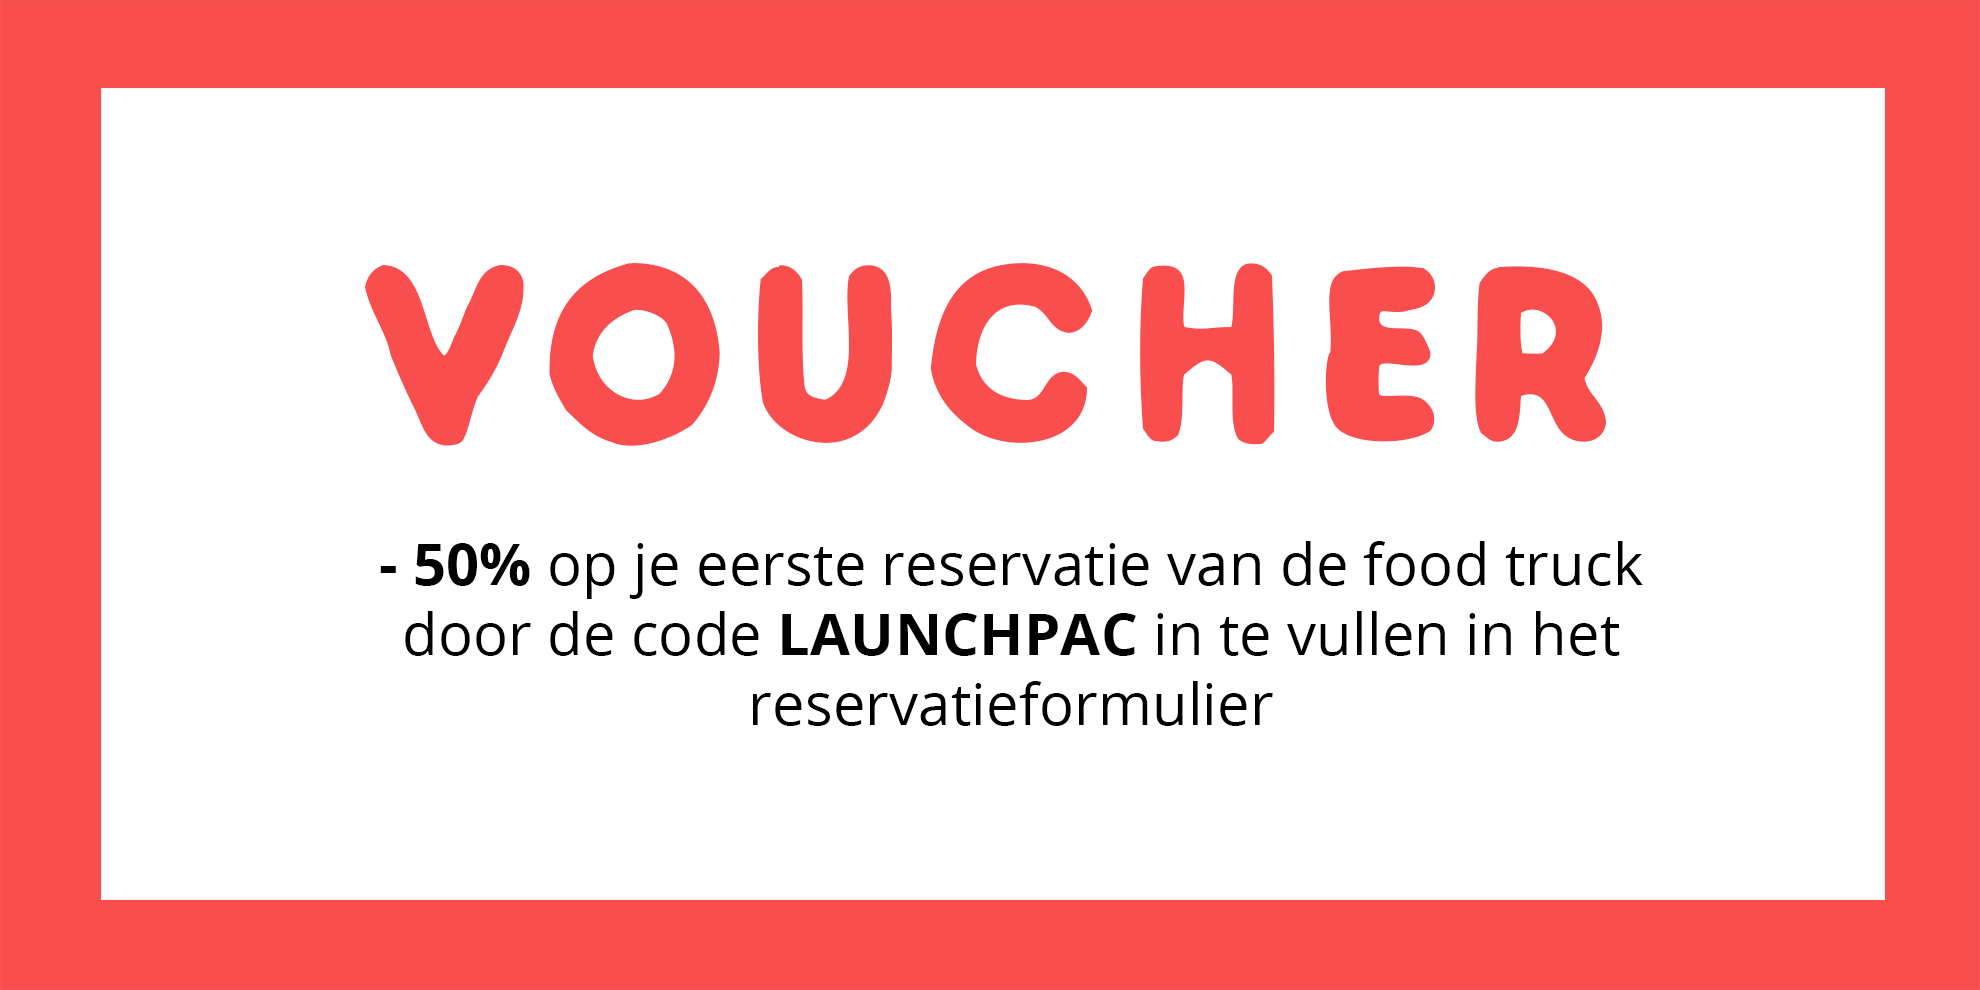 VOUCHER
- 50% op je eerste reservatie van de food truck
door de code LAUNCHPAC in te vullen in het
reservatieformulier